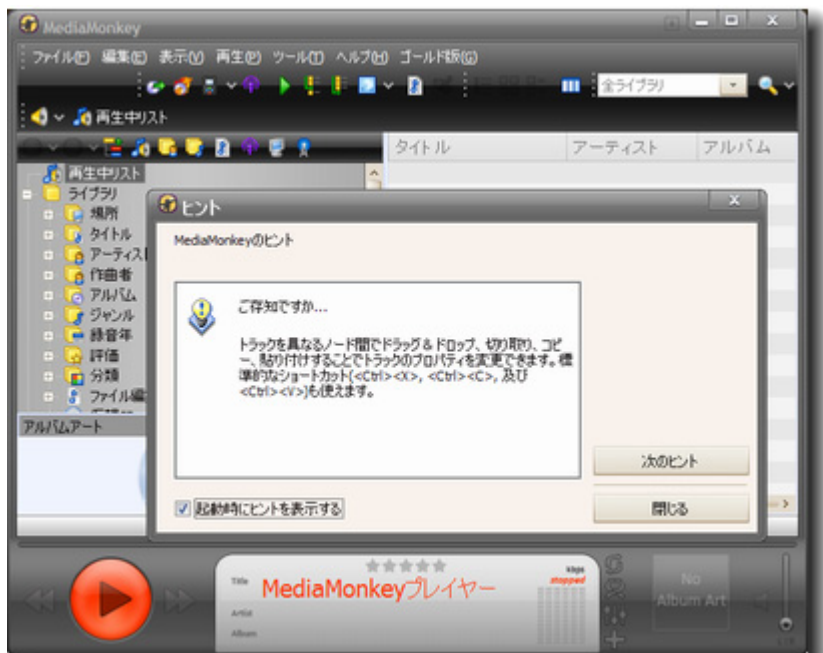 MediaMonkey
ファイル(F) 編集(E) 表示(V) 再生(P) ツール(T) ヘルプ(H) ゴールド版(G)
全ライブラリ
再生中リスト
タイトル アーティスト アルバム
再生中リスト
ライブラリ
場所
タイトル
アーティス
作曲者
アルバム
ジャンル
録音年
評価
分類
ファイル編
アルバムアート
ヒント
MediaMonkeyのヒント
ご存知ですか...
トラックを異なるノード間でドラッグ & ドロップ、切り取り、コピ
ー、貼り付けすることでトラックのプロパティを変更できます。標
準的なショートカット(<Ctrl><X>, <Ctrl><C>, 及び
<Ctrl><V>)も使えます。
次のヒント
起動時にヒントを表示する
閉じる
Title MediaMonkeyプレイヤー
kbps
stopped
Artist
Album
No
Album Art